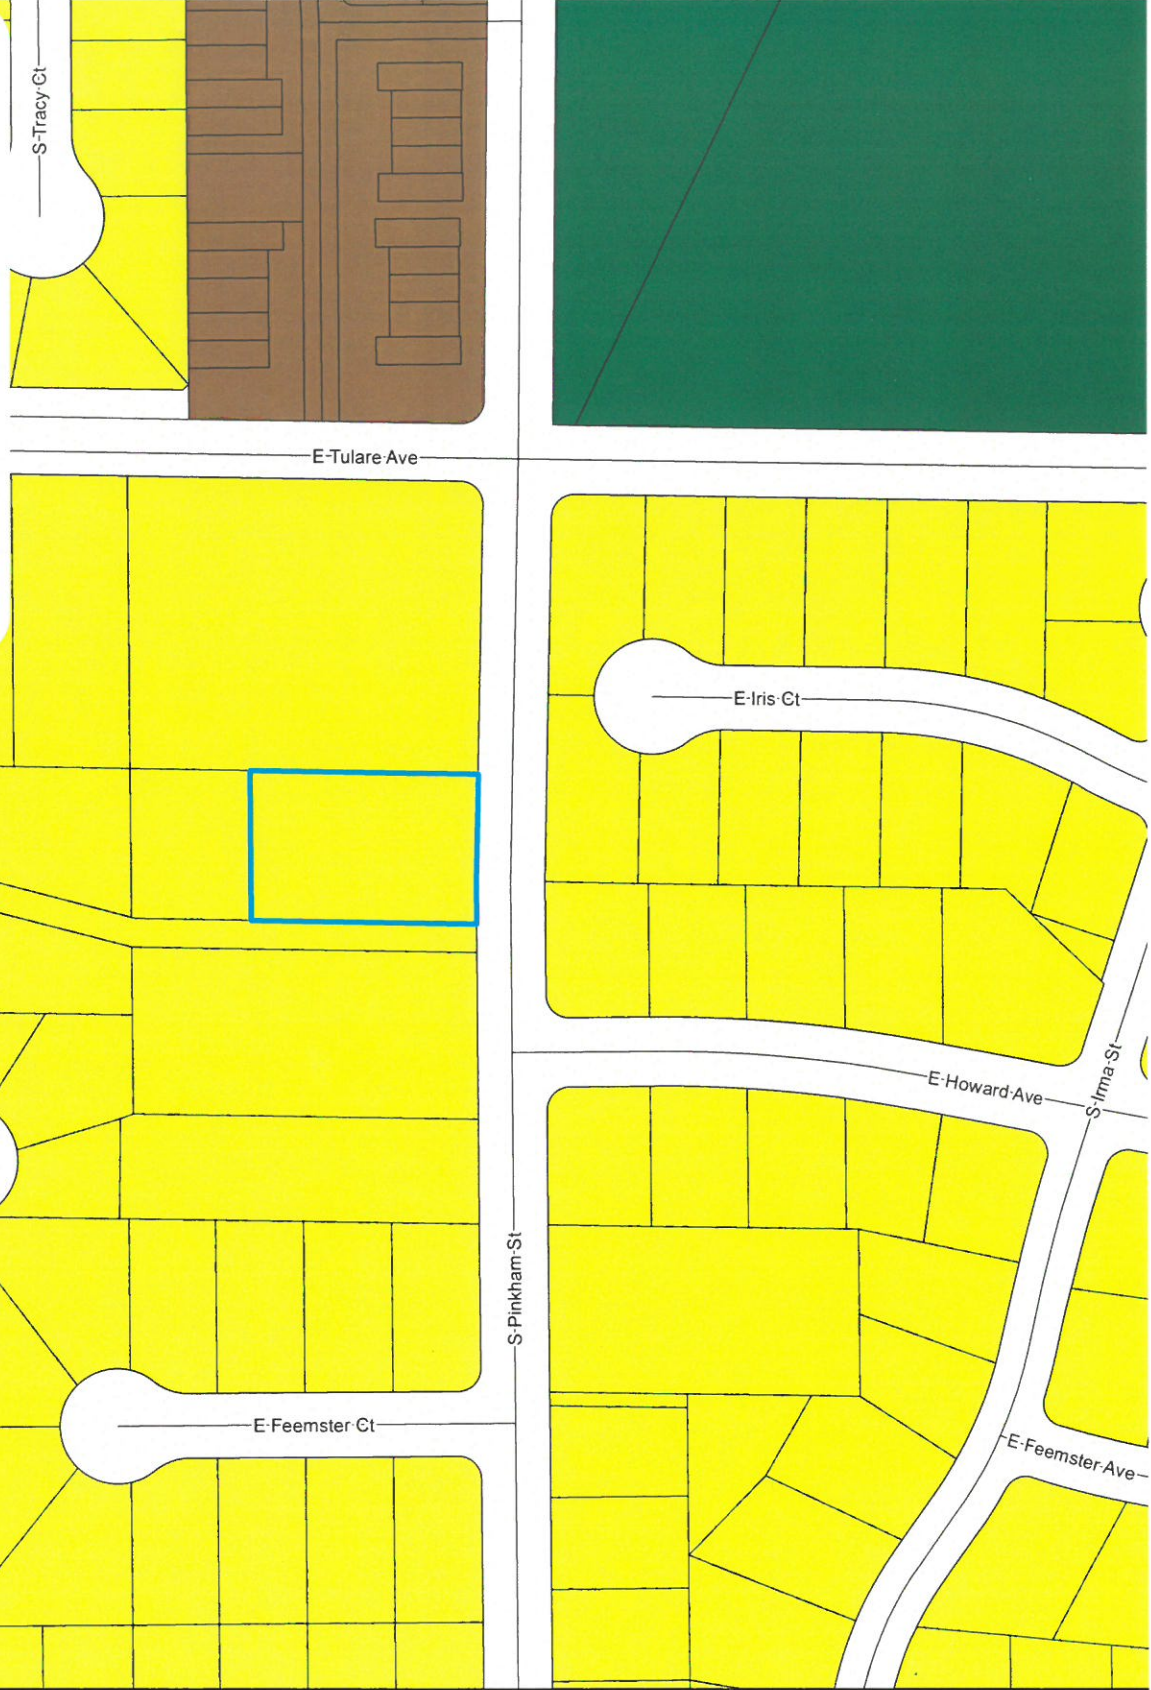 S Tracy Ct
E Tulare Ave
E Iris Ct
E Howard Ave
S Irma St
S Pinkham St
E Feemster Ct
E Feemster Ave